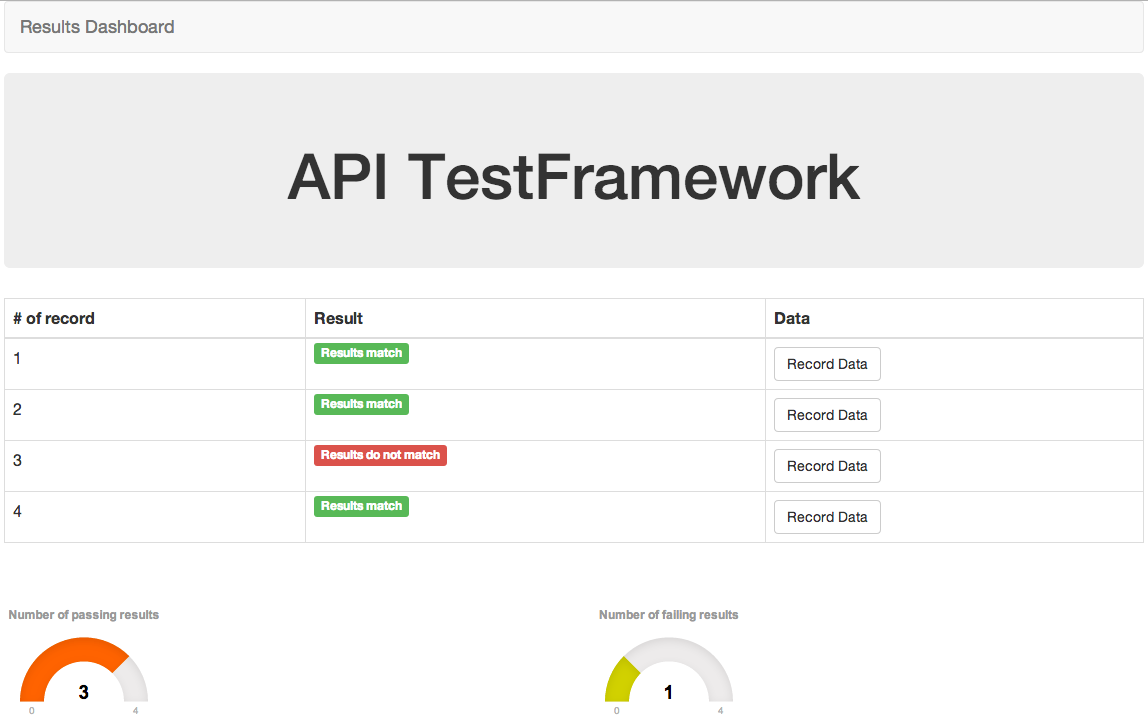 Results Dashboard
API TestFramework
# of record Result Data
1 Results match Record Data
2 Results match Record Data
3 Results do not match Record Data
4 Results match Record Data
Number of passing results Number of failing results
3 1
0 4 0 4